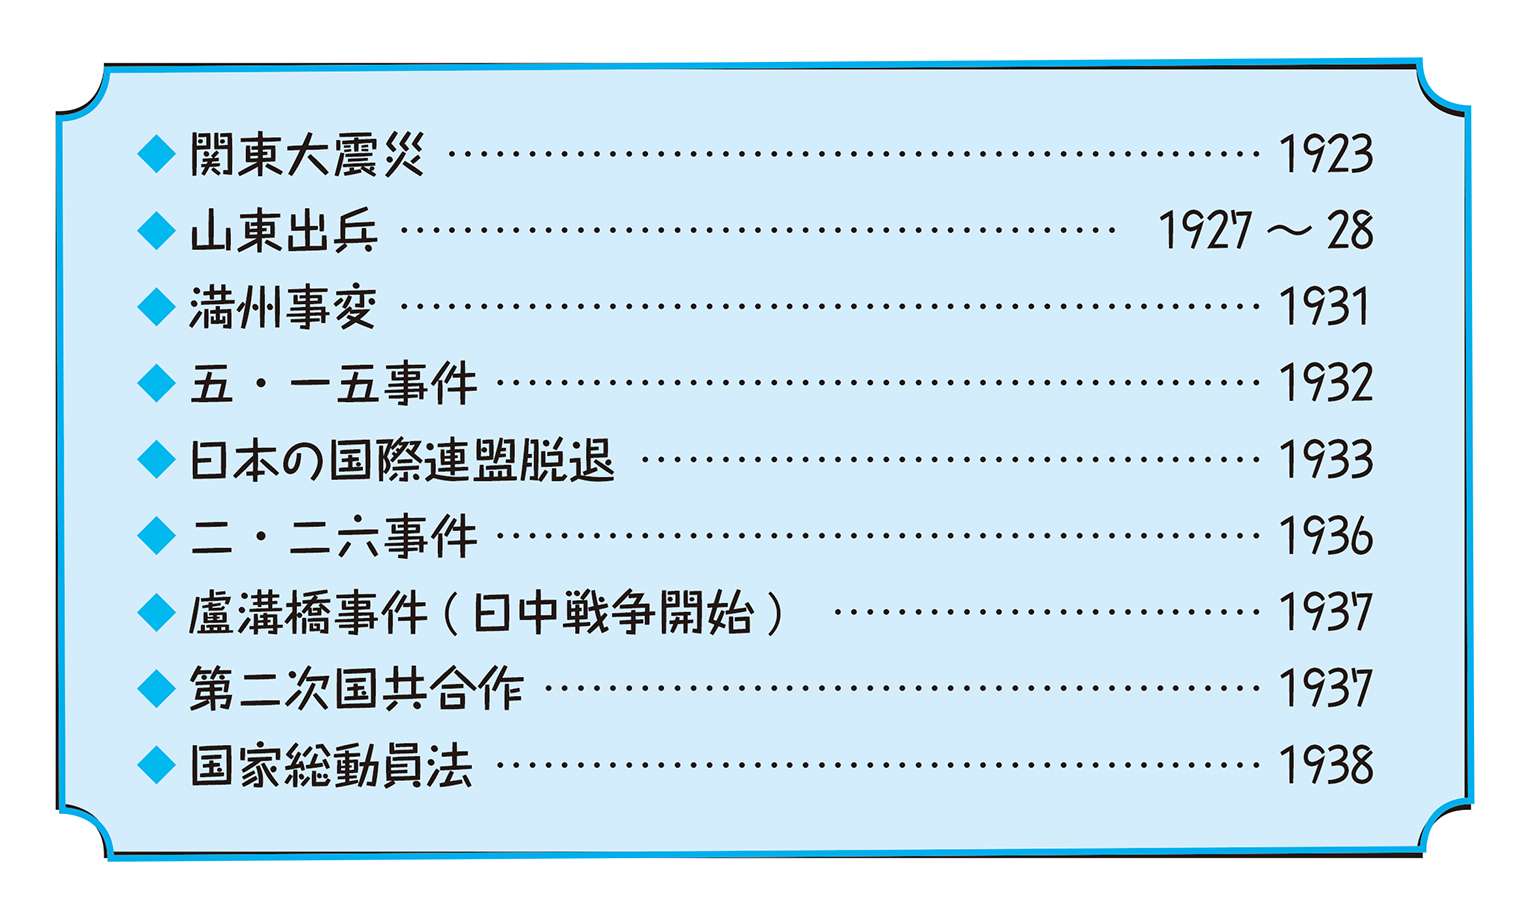 ◆関東大震災 …………………………………………… 1923
◆山東出兵 …………………………………………… 1927 ～ 28
◆満州事変 …………………………………………… 1931
◆五・一五事件 …………………………………………… 1932
◆日本の国際連盟脱退 …………………………………… 1933
◆二・二六事件 …………………………………………… 1936
◆盧溝橋事件(日中戦争開始) ………………………… 1937
◆第二次国共合作 ………………………………………… 1937
◆国家総動員法 …………………………………………… 1938